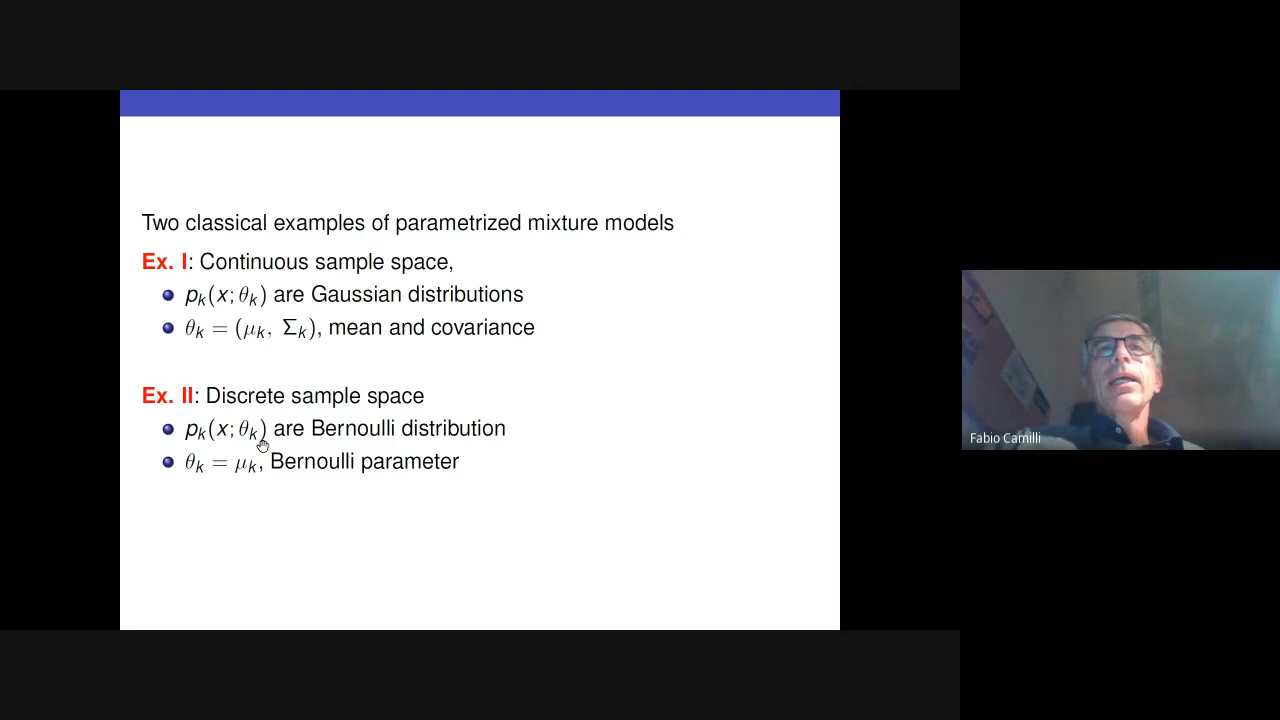 Two classical examples of parametrized mixture models
Ex. I: Continuous sample space,
p_k(x; θ_k) are Gaussian distributions
θ_k = (μ_k, Σ_k), mean and covariance
Ex. II: Discrete sample space
p_k(x; θ_k) are Bernoulli distribution
θ_k = μ_k, Bernoulli parameter
Fabio Camilli